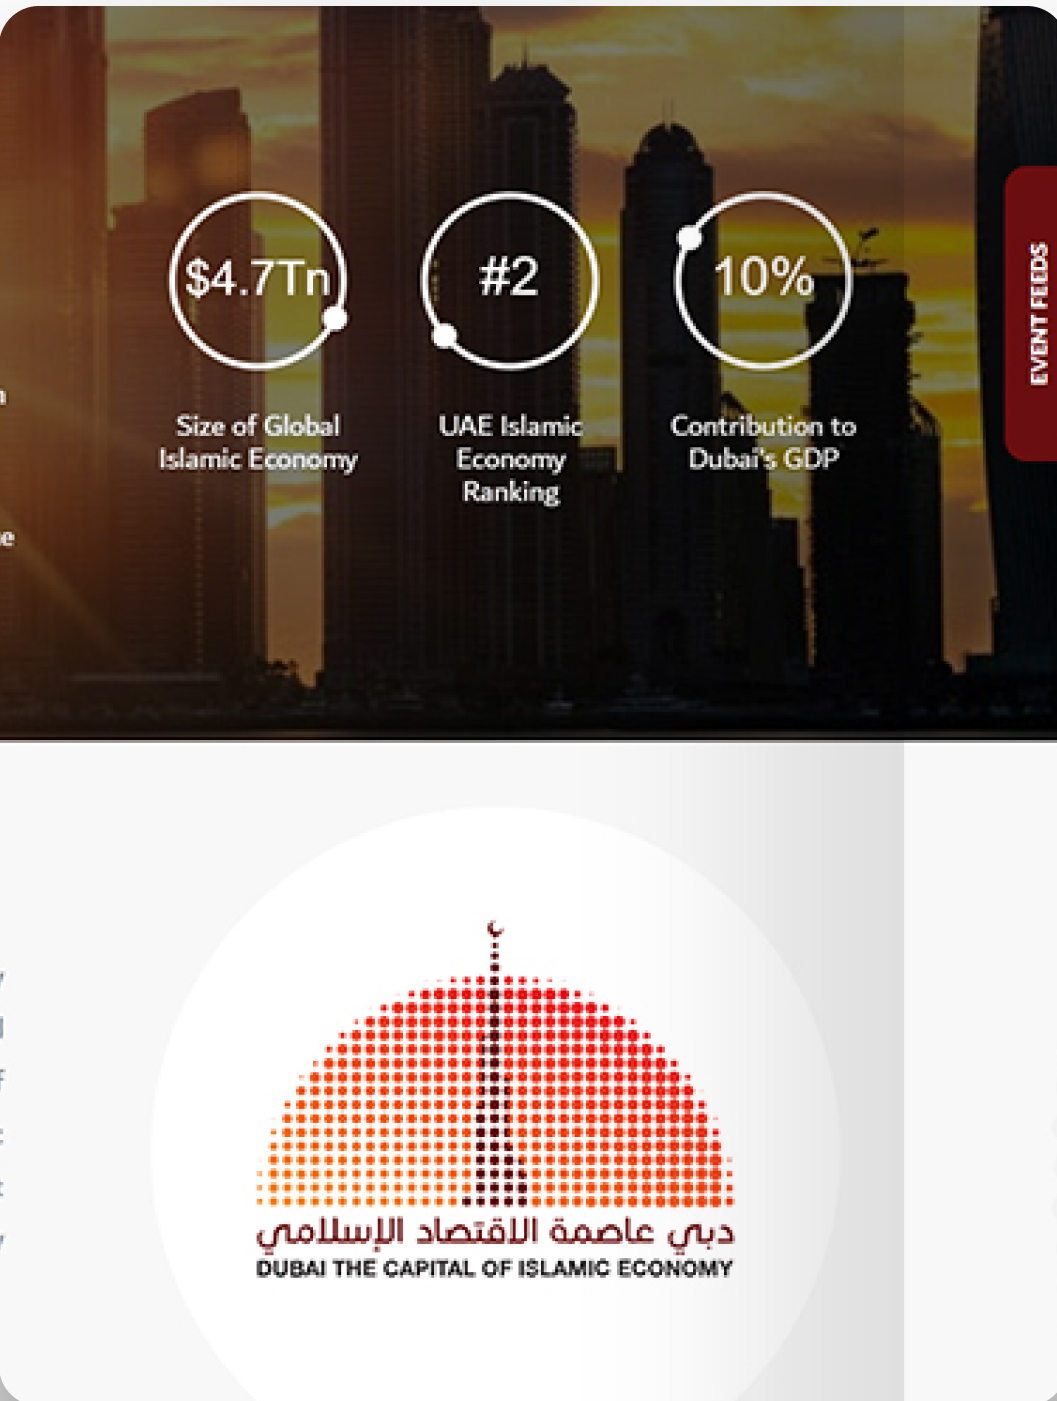 $4.7Tn
#2
10%
Size of Global
Islamic Economy
UAE Islamic
Economy
Ranking
Contribution to
Dubai's GDP
EVENT FEEDS
دبي عاصمة الاقتصاد الإسلامي
DUBAI THE CAPITAL OF ISLAMIC ECONOMY